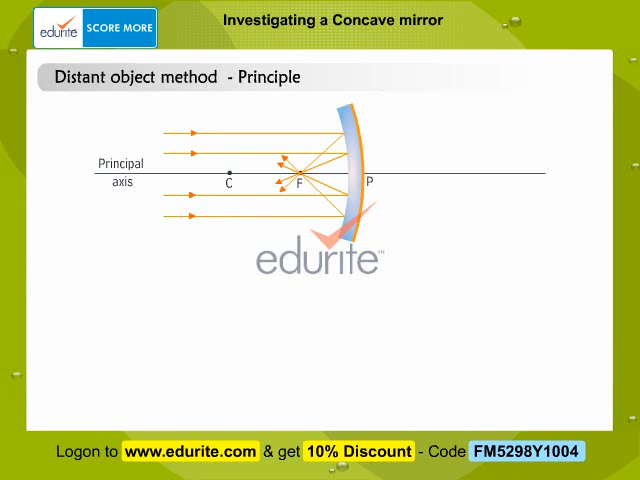 Investigating a Concave mirror
edurite SCORE MORE
Distant object method - Principle
Principal
axis
C
F
P
edurite™
Logon to www.edurite.com & get 10% Discount - Code FM5298Y1004